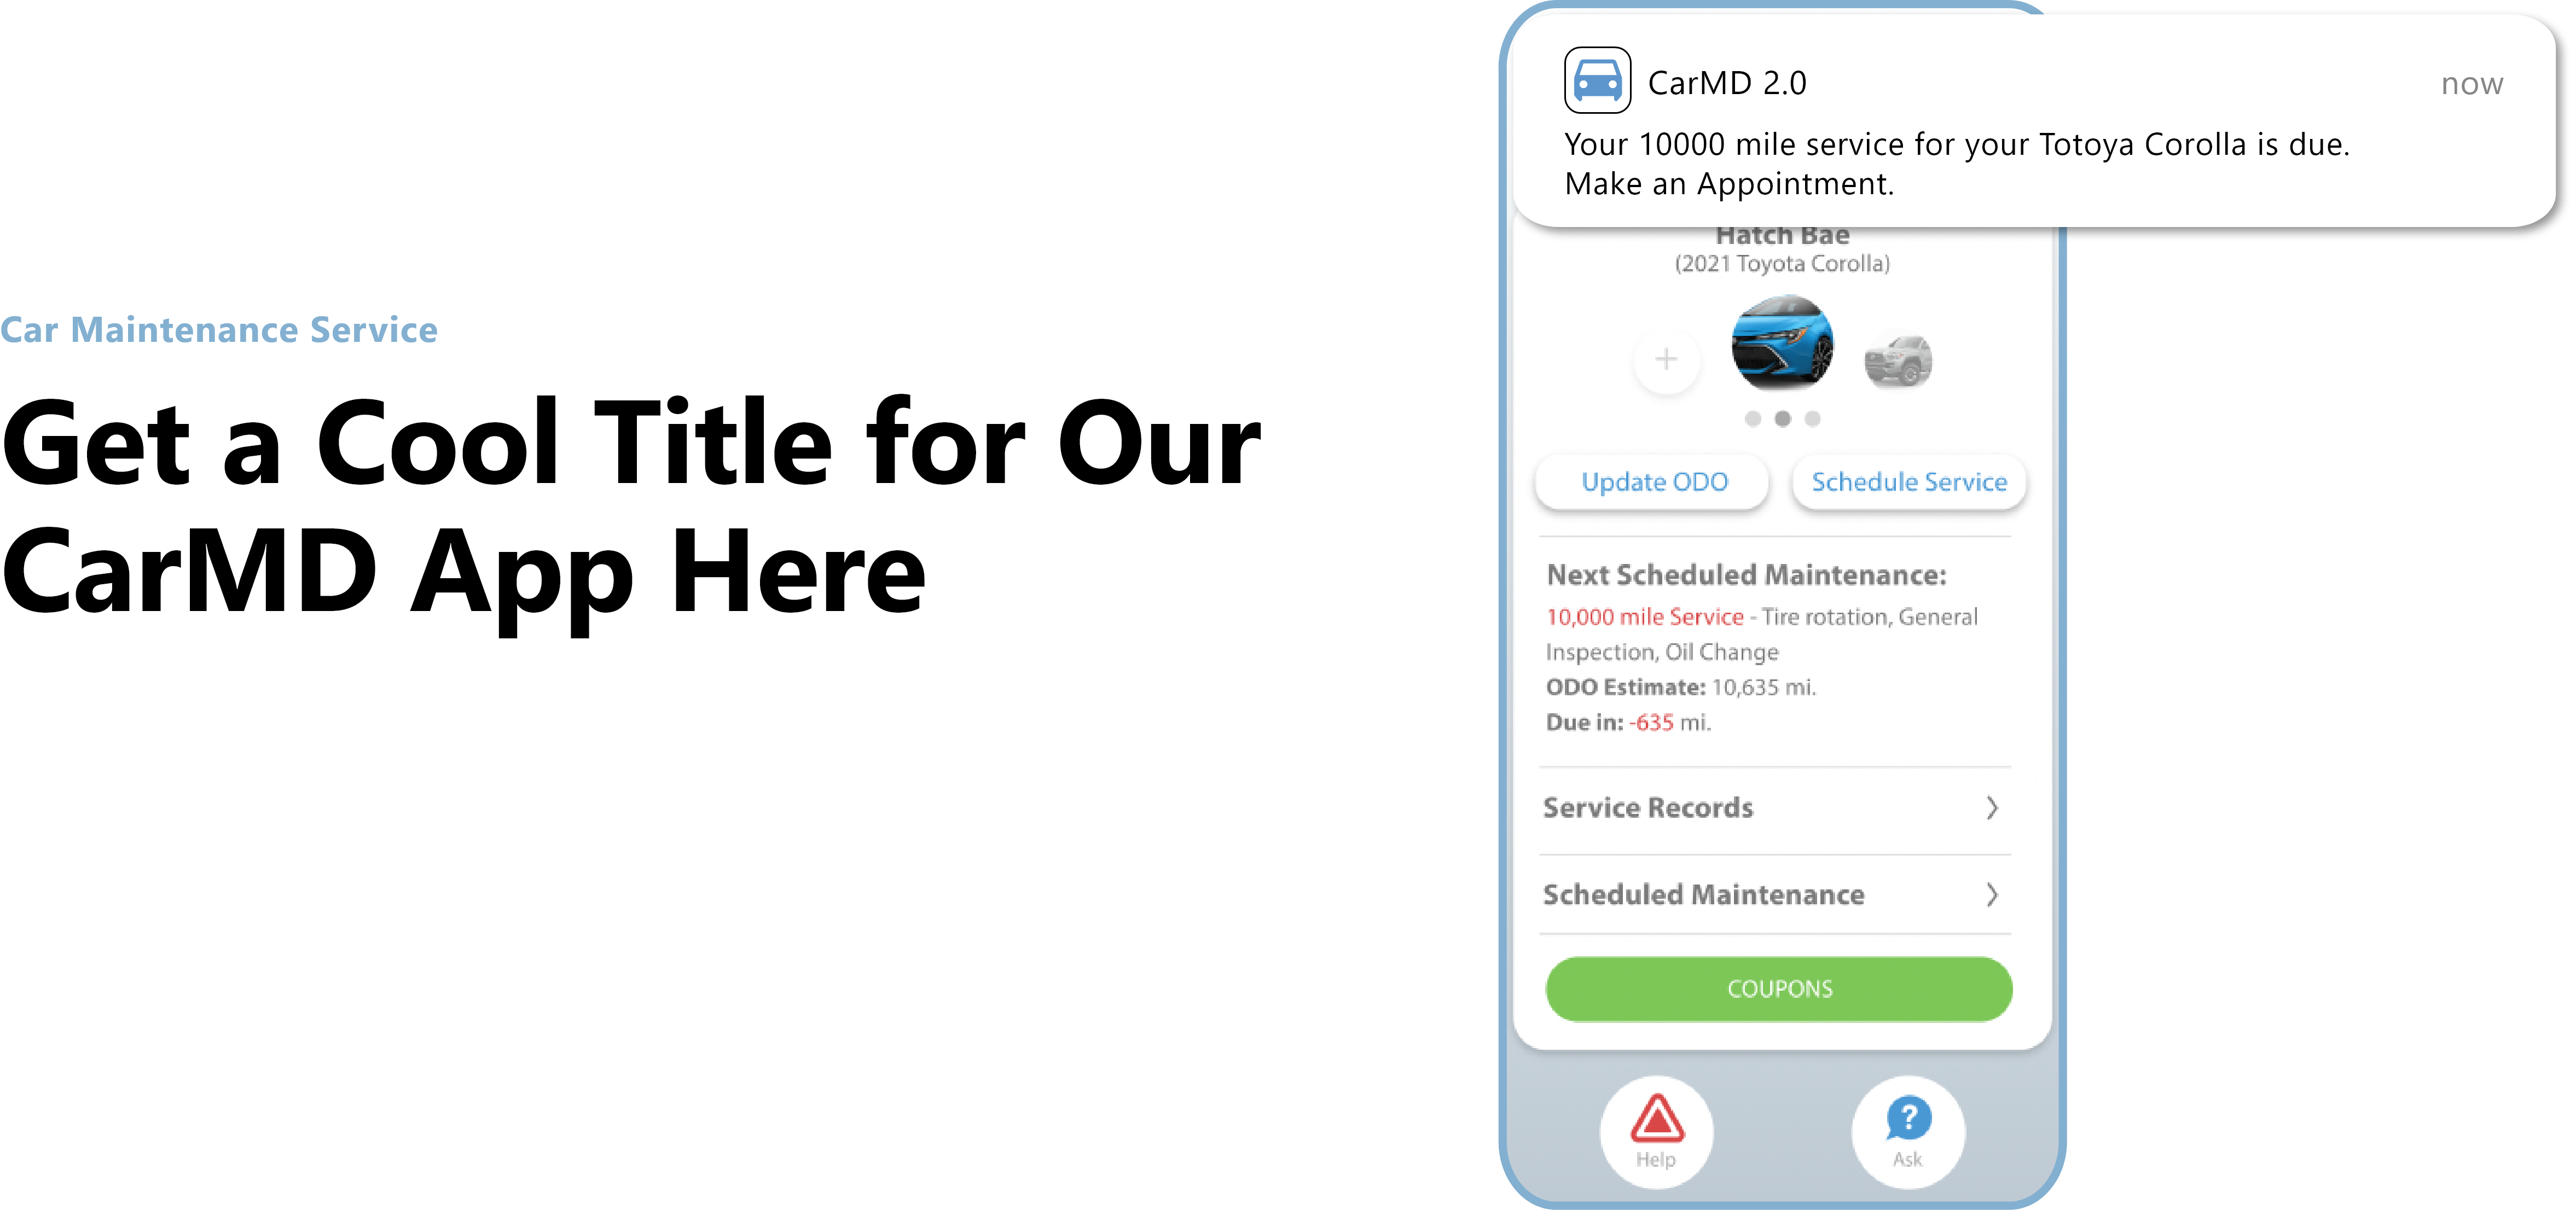 Car Maintenance Service
Get a Cool Title for Our
CarMD App Here
CarMD 2.0
now
Your 10000 mile service for your Totoya Corolla is due.
Make an Appointment.
Hatch Bae
(2021 Toyota Corolla)
Update ODO
Schedule Service
Next Scheduled Maintenance:
10,000 mile Service - Tire rotation, General
Inspection, Oil Change
ODO Estimate: 10,635 mi.
Due in: -635 mi.
Service Records
Scheduled Maintenance
COUPONS
Help
Ask